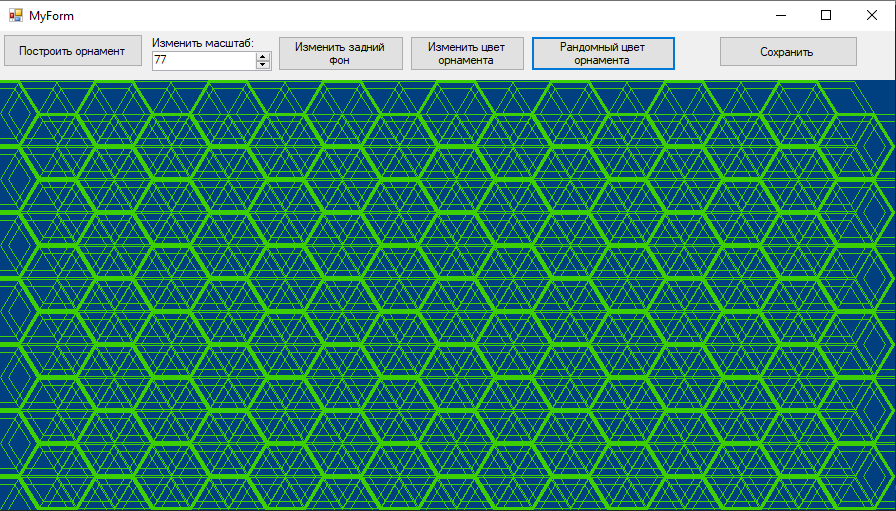 MyForm
Построить орнамент
Изменить масштаб:
77
Изменить задний
фон
Изменить цвет
орнамента
Рандомный цвет
орнамента
Сохранить